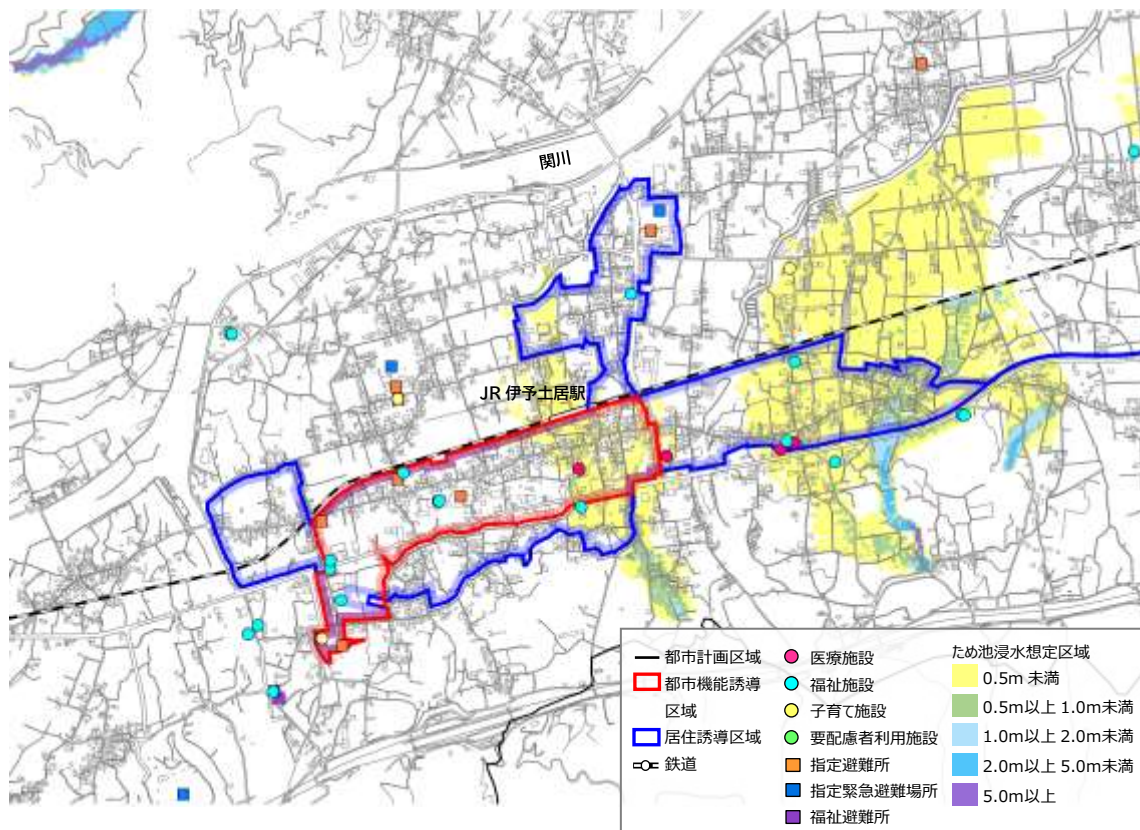 関川
JR 伊予土居駅
都市計画区域
都市機能誘導
区域
居住誘導区域
鉄道
医療施設
福祉施設
子育て施設
要配慮者利用施設
指定避難所
指定緊急避難場所
福祉避難所
ため池浸水想定区域
0.5m 未満
0.5m以上 1.0m未満
1.0m以上 2.0m未満
2.0m以上 5.0m未満
5.0m以上